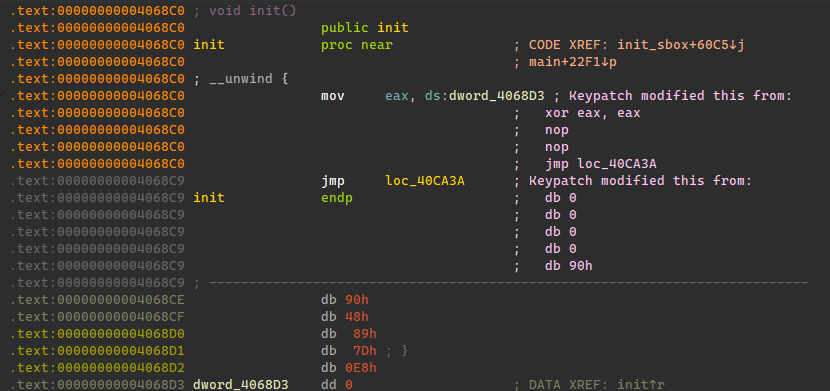 .text:00000000004068C0 ; void init()
.text:00000000004068C0 public init
.text:00000000004068C0 init proc near ; CODE XREF: init_sbox+60C5↓j
.text:00000000004068C0 ; main+22F1↓p
.text:00000000004068C0 ; __unwind {
.text:00000000004068C0 mov eax, ds:dword_4068D3 ; Keypatch modified this from:
.text:00000000004068C0 ; xor eax, eax
.text:00000000004068C0 ; nop
.text:00000000004068C0 ; nop
.text:00000000004068C0 ; jmp loc_40CA3A
.text:00000000004068C9 jmp loc_40CA3A ; Keypatch modified this from:
.text:00000000004068C9 init endp ; db 0
.text:00000000004068C9 ; db 0
.text:00000000004068C9 ; db 0
.text:00000000004068C9 ; db 0
.text:00000000004068C9 ; db 90h
.text:00000000004068C9 ; ---------------------------------------------------------------------------
.text:00000000004068CE db 90h
.text:00000000004068CF db 48h
.text:00000000004068D0 db 89h
.text:00000000004068D1 db 7Dh ; }
.text:00000000004068D2 db 0E8h
.text:00000000004068D3 dword_4068D3 dd 0 ; DATA XREF: init↑r